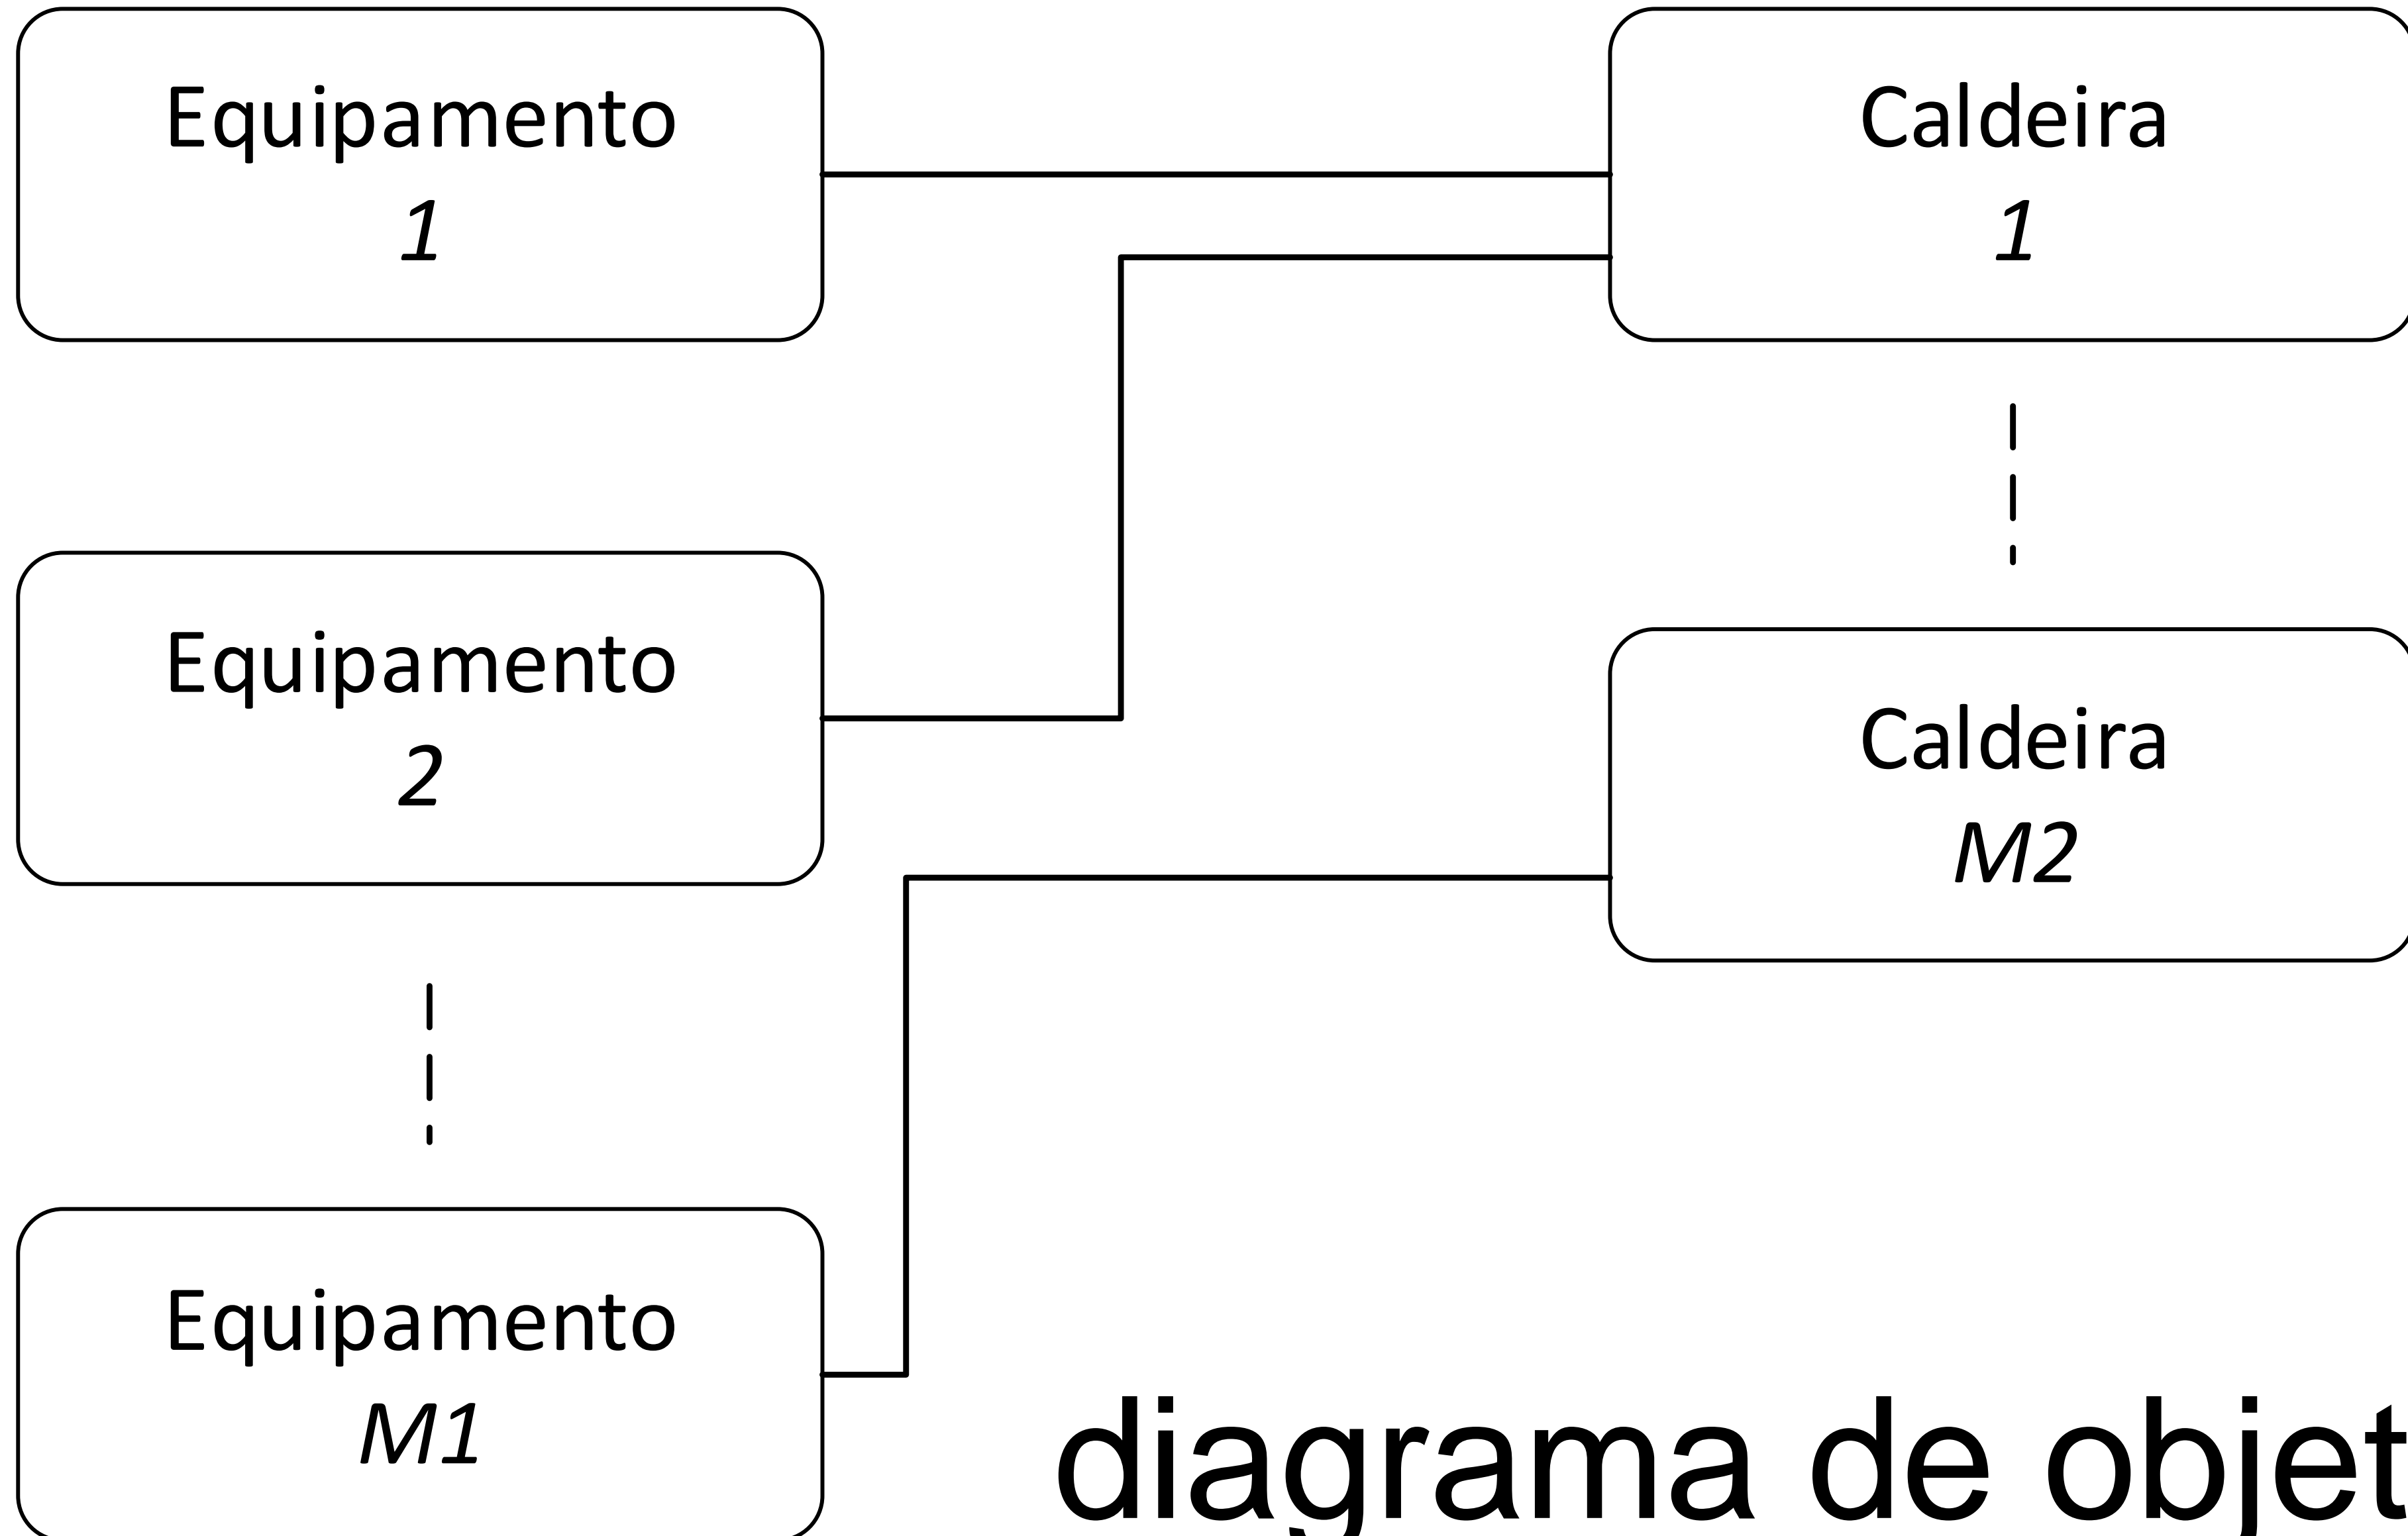 Equipamento
1
Caldeira
1
Equipamento
2
Caldeira
M2
Equipamento
M1
diagrama de objet